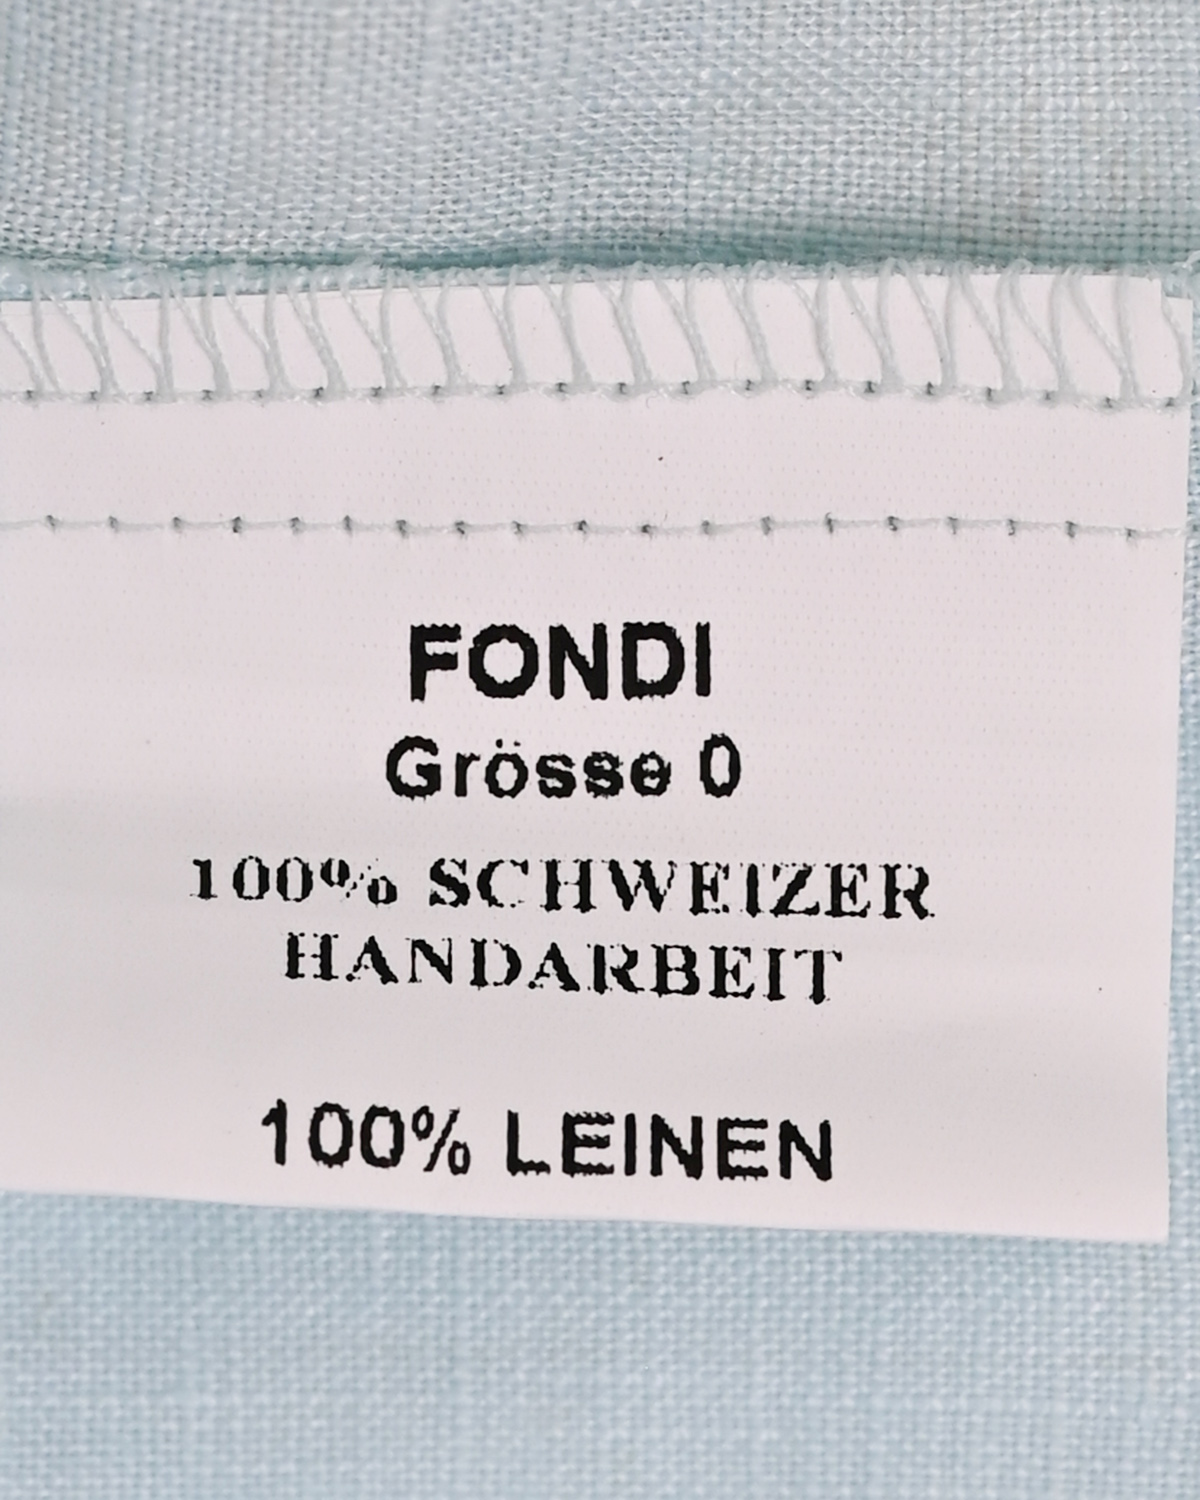 FONDI
Grösse 0
100% SCHWEIZER
HANDARBEIT
100% LEINEN